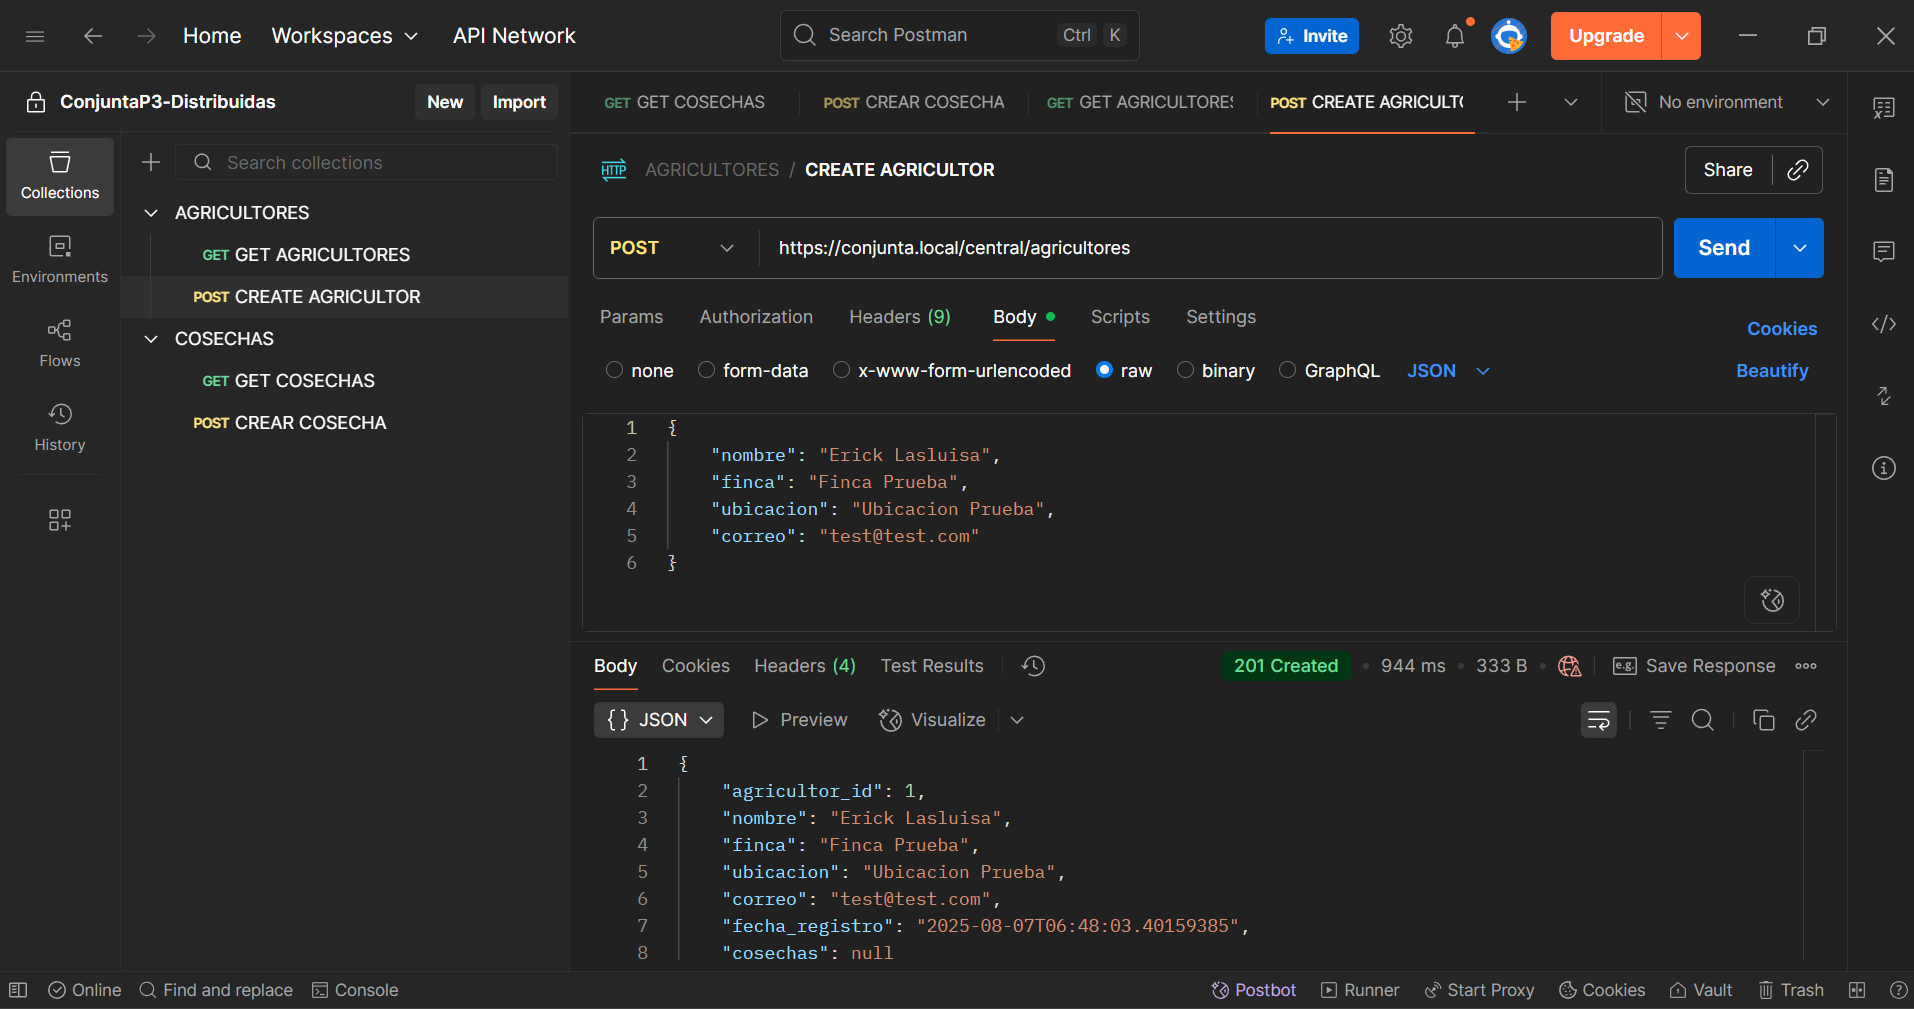 Home Workspaces API Network Search Postman Ctrl K Invite Upgrade
ConjuntaP3-Distribuidas New Import
GET GET COSECHAS POST CREAR COSECHA GET GET AGRICULTORES POST CREATE AGRICULTO No environment
Collections
Environments
Flows
History
Search collections
AGRICULTORES
GET GET AGRICULTORES
POST CREATE AGRICULTOR
COSECHAS
GET GET COSECHAS
POST CREAR COSECHA
HTTP AGRICULTORES / CREATE AGRICULTOR Share
POST https://conjunta.local/central/agricultores Send
Params Authorization Headers (9) Body Scripts Settings Cookies
none form-data x-www-form-urlencoded raw binary GraphQL JSON Beautify
1 {
2 "nombre": "Erick Lasluisa",
3 "finca": "Finca Prueba",
4 "ubicacion": "Ubicacion Prueba",
5 "correo": "test@test.com"
6 }
Body Cookies Headers (4) Test Results 201 Created • 944 ms • 333 B • e.g. Save Response
{} JSON Preview Visualize
1 {
2 "agricultor_id": 1,
3 "nombre": "Erick Lasluisa",
4 "finca": "Finca Prueba",
5 "ubicacion": "Ubicacion Prueba",
6 "correo": "test@test.com",
7 "fecha_registro": "2025-08-07T06:48:03.40159385",
8 "cosechas": null
Online Find and replace Console Postbot Runner Start Proxy Cookies Vault Trash